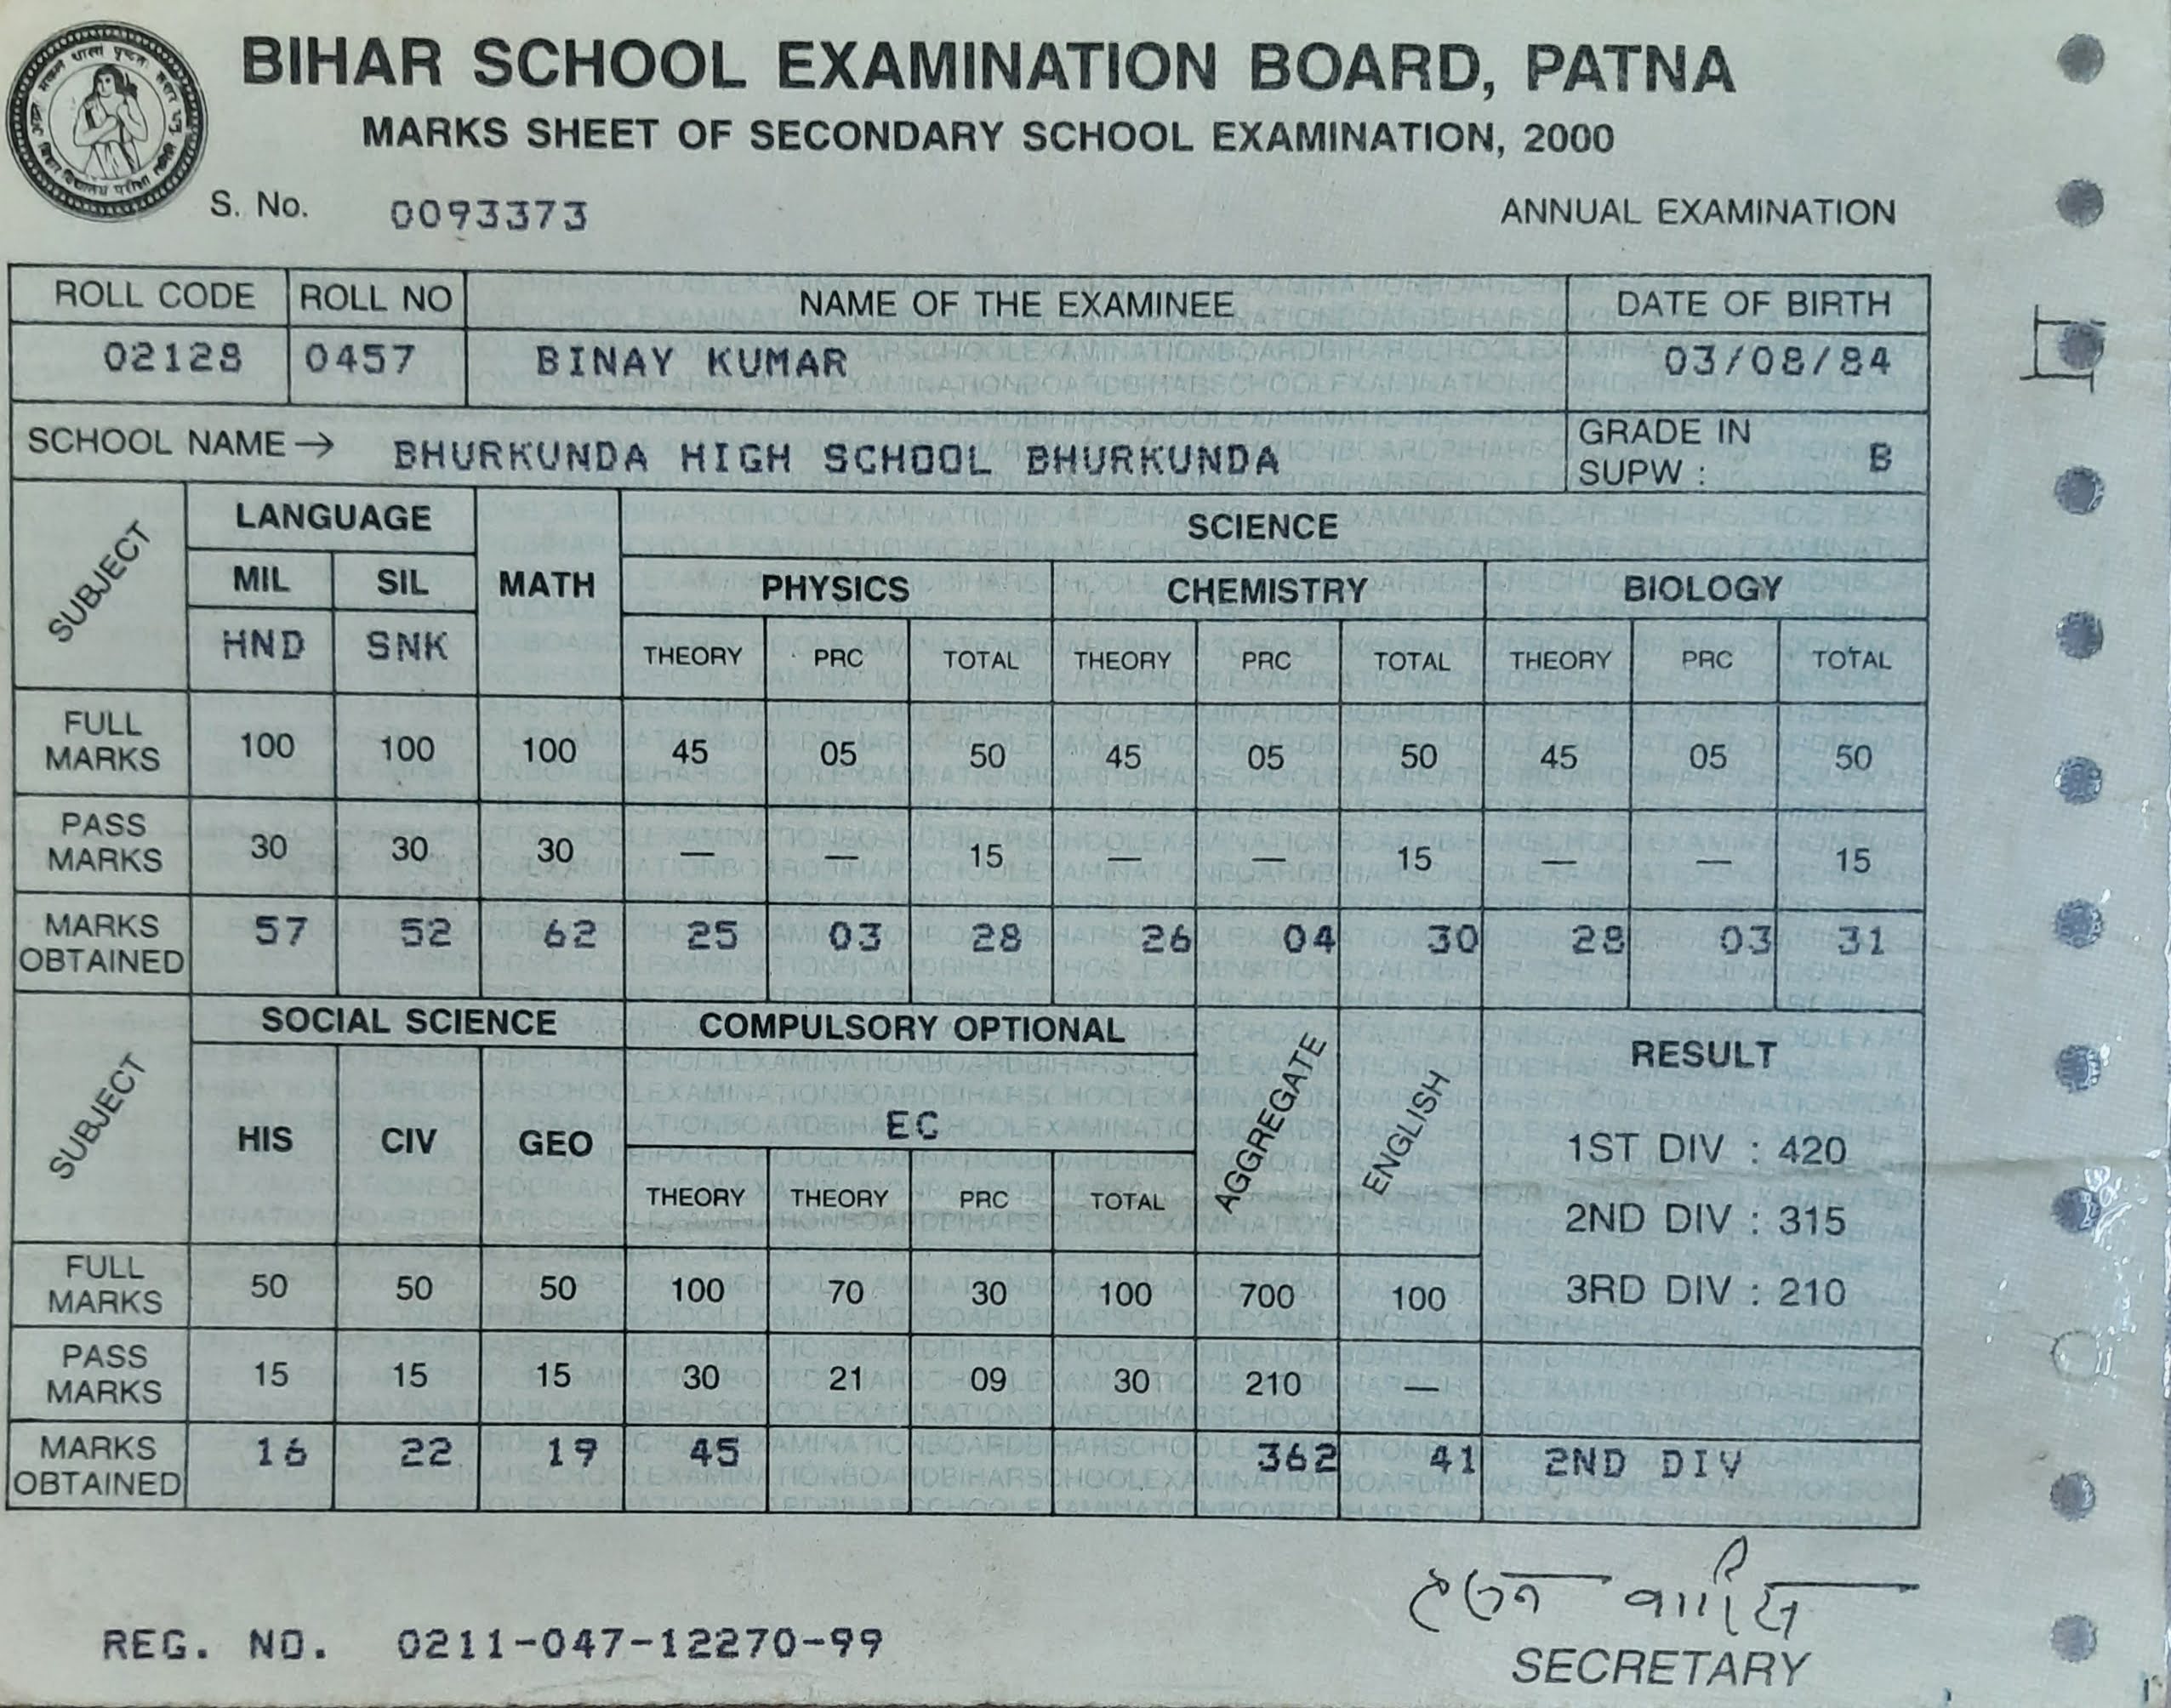 BIHAR SCHOOL EXAMINATION BOARD, PATNA
MARKS SHEET OF SECONDARY SCHOOL EXAMINATION, 2000
S. No. 0093373 ANNUAL EXAMINATION
ROLL CODE ROLL NO NAME OF THE EXAMINEE DATE OF BIRTH
02128 0457 BINAY KUMAR 03/08/84
SCHOOL NAME → BHURKUNDA HIGH SCHOOL BHURKUNDA GRADE IN SUPW : B
SUBJECT LANGUAGE MATH SCIENCE
MIL SIL PHYSICS CHEMISTRY BIOLOGY
HND SNK THEORY PRC TOTAL THEORY PRC TOTAL THEORY PRC TOTAL
FULL MARKS 100 100 100 45 05 50 45 05 50 45 05 50
PASS MARKS 30 30 30 — — 15 — — 15 — — 15
MARKS OBTAINED 57 52 62 25 03 28 26 04 30 28 03 31
SUBJECT SOCIAL SCIENCE COMPULSORY OPTIONAL AGGREGATE ENGLISH RESULT
HIS CIV GEO EC
THEORY THEORY PRC TOTAL
1ST DIV : 420
2ND DIV : 315
3RD DIV : 210
FULL MARKS 50 50 50 100 70 30 100 700 100
PASS MARKS 15 15 15 30 21 09 30 210 —
MARKS OBTAINED 16 22 19 45 362 41 2ND DIV
REG. NO. 0211-047-12270-99
SECRETARY